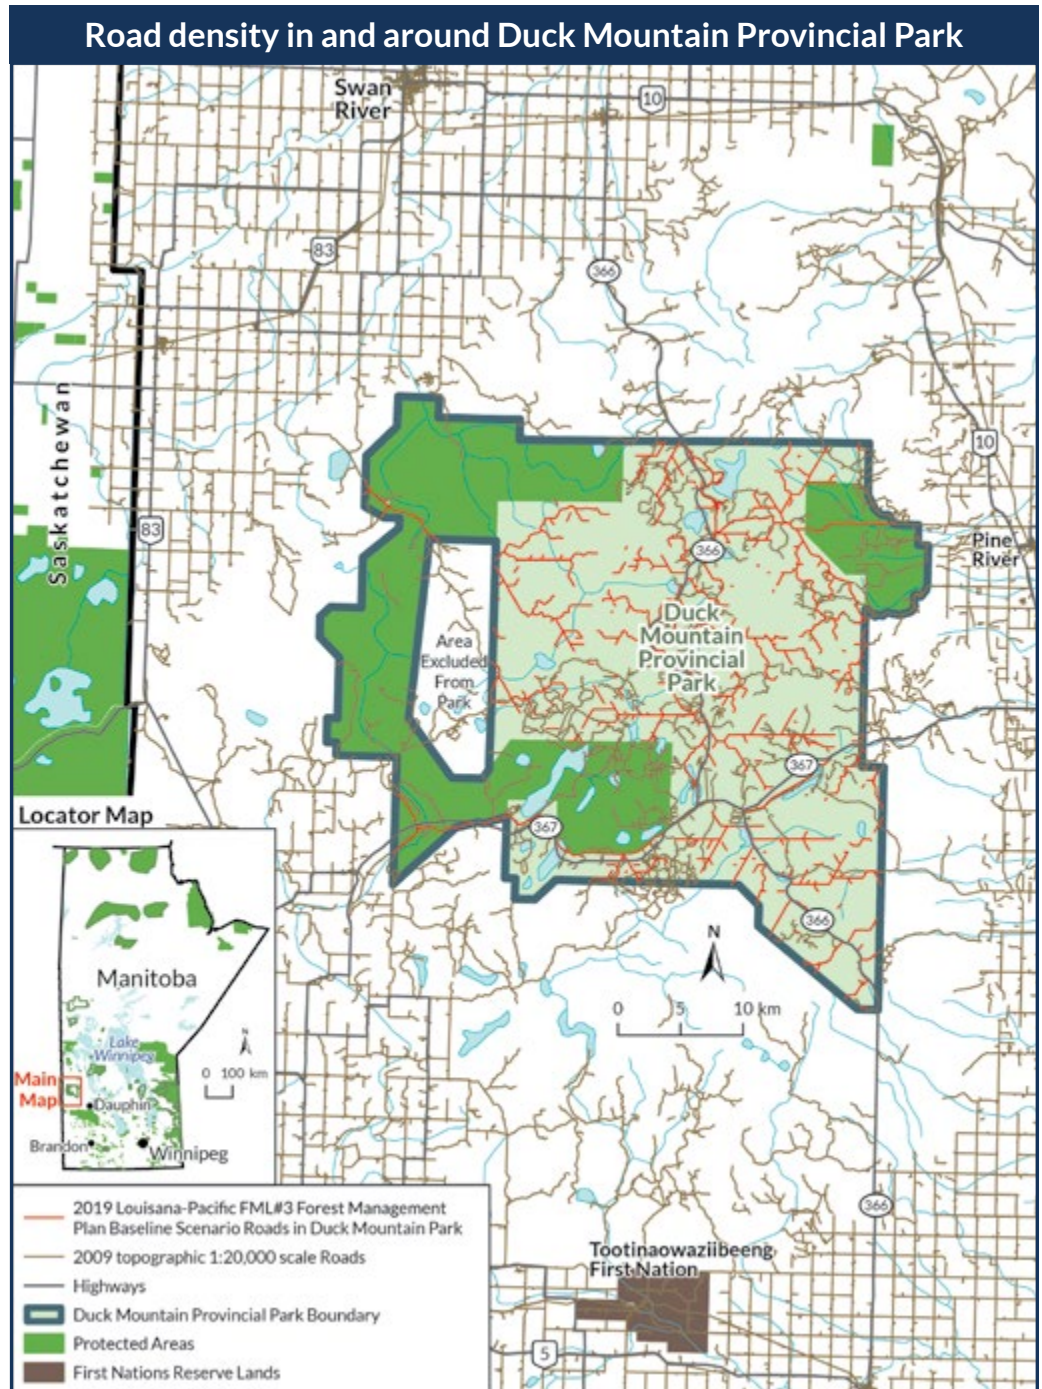 Road density in and around Duck Mountain Provincial Park
Swan
River
10
83
366
Saskatchewan
83
10
Pine
River
366
Duck
Mountain
Provincial
Park
Area
Excluded
From
Park
367
367
366
N
0 5 10 km
Locator Map
Manitoba
Lake
Winnipeg
N
0 100 km
Main
Map
Dauphin
Brandon
Winnipeg
366
Tootinaowaziibeeng
First Nation
5
2019 Louisana-Pacific FML#3 Forest Management
Plan Baseline Scenario Roads in Duck Mountain Park
2009 topographic 1:20,000 scale Roads
Highways
Duck Mountain Provincial Park Boundary
Protected Areas
First Nations Reserve Lands